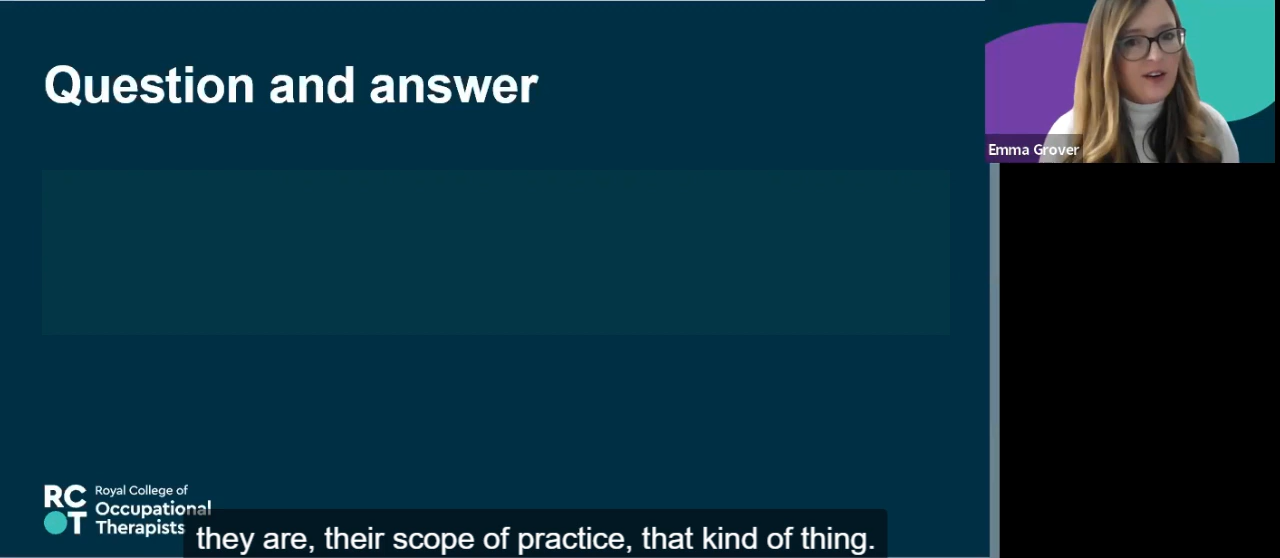 Question and answer
Emma Grover
RC
OT
Royal College of
Occupational
Therapists
they are, their scope of practice, that kind of thing.